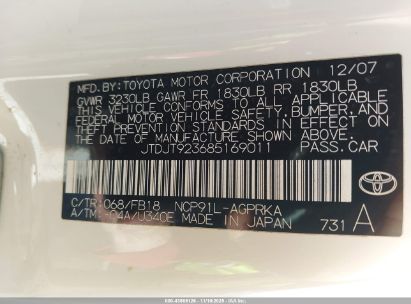 MFD.BY:TOYOTA MOTOR CORPORATION 12/07
GVWR 3230LB GAWR FR 1830LB RR 1830LB
THIS VEHICLE CONFORMS TO ALL APPLICABLE
FEDERAL MOTOR VEHICLE SAFETY, BUMPER, AND
THEFT PREVENTION STANDARDS IN EFFECT ON
THE DATE OF MANUFACTURE SHOWN ABOVE.
JTDJT923685169011 PASS.CAR
C/TR: 068/FB18 NCP91L-AGPRKA
A/TM: -04A/U340E MADE IN JAPAN 731 A
TOYOTA